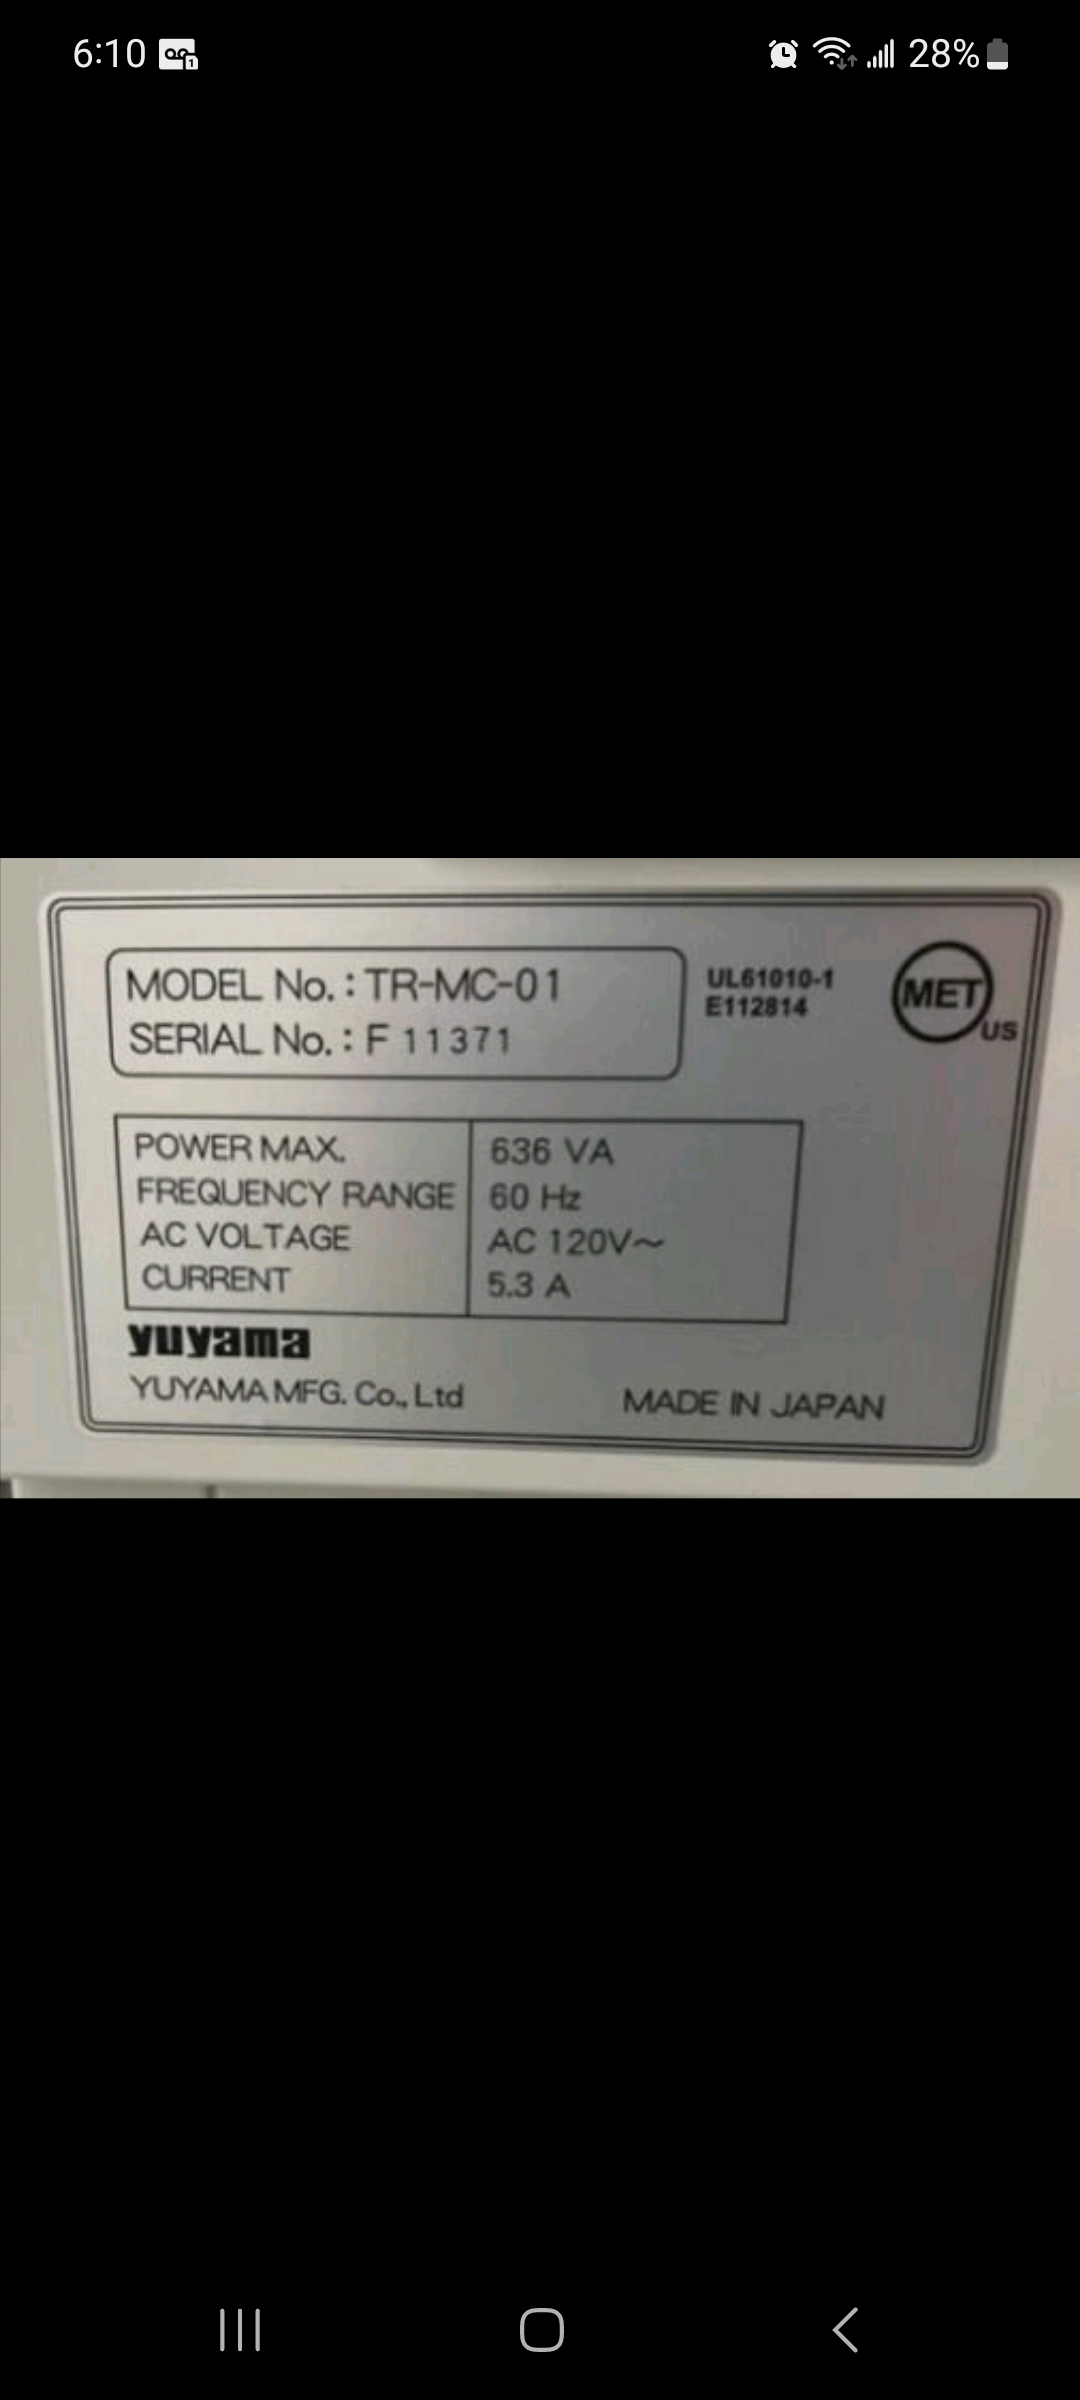 6:10
28%
MODEL No. : TR-MC-01
SERIAL No. : F 11371
UL61010-1
E112814
MET
US
POWER MAX. 636 VA
FREQUENCY RANGE 60 Hz
AC VOLTAGE AC 120V~
CURRENT 5.3 A
yuyama
YUYAMA MFG. Co., Ltd
MADE IN JAPAN